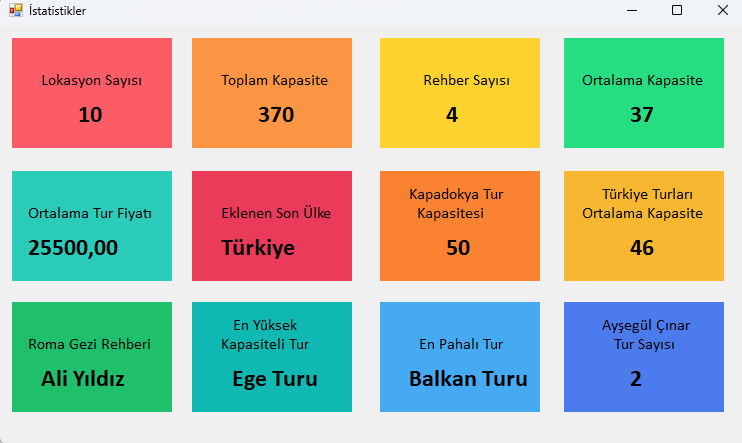 İstatistikler
Lokasyon Sayısı
10
Toplam Kapasite
370
Rehber Sayısı
4
Ortalama Kapasite
37
Ortalama Tur Fiyatı
25500,00
Eklenen Son Ülke
Türkiye
Kapadokya Tur
Kapasitesi
50
Türkiye Turları
Ortalama Kapasite
46
Roma Gezi Rehberi
Ali Yıldız
En Yüksek
Kapasiteli Tur
Ege Turu
En Pahalı Tur
Balkan Turu
Ayşegül Çınar
Tur Sayısı
2